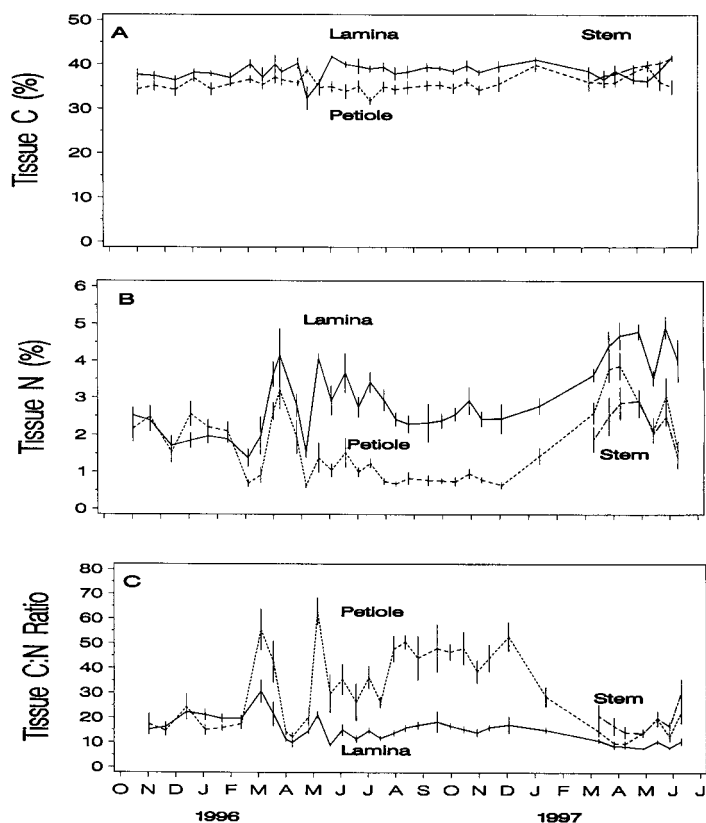 A
Lamina
Stem
Petiole
Tissue C (%)
50
40
30
20
10
0
B
Lamina
Petiole
Stem
Tissue N (%)
6
5
4
3
2
1
0
C
Petiole
Stem
Lamina
Tissue C:N Ratio
80
70
60
50
40
30
20
10
0
O N D J F M A M J J A S O N D J F M A M J J
1996 1997